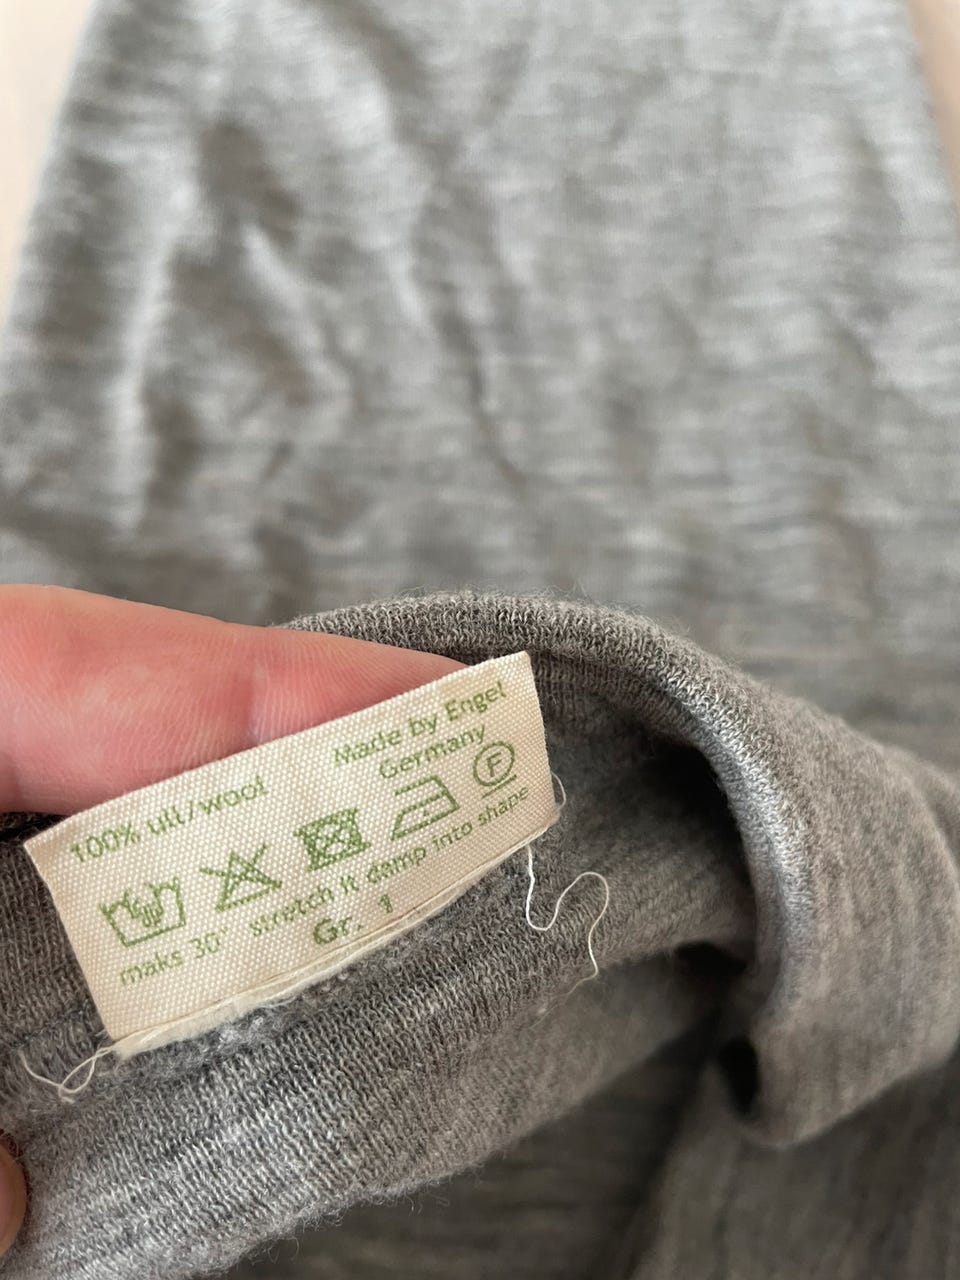 100% ull/wool
Made by Engel
Germany
F
maks 30° stretch it damp into shape
Gr. 1